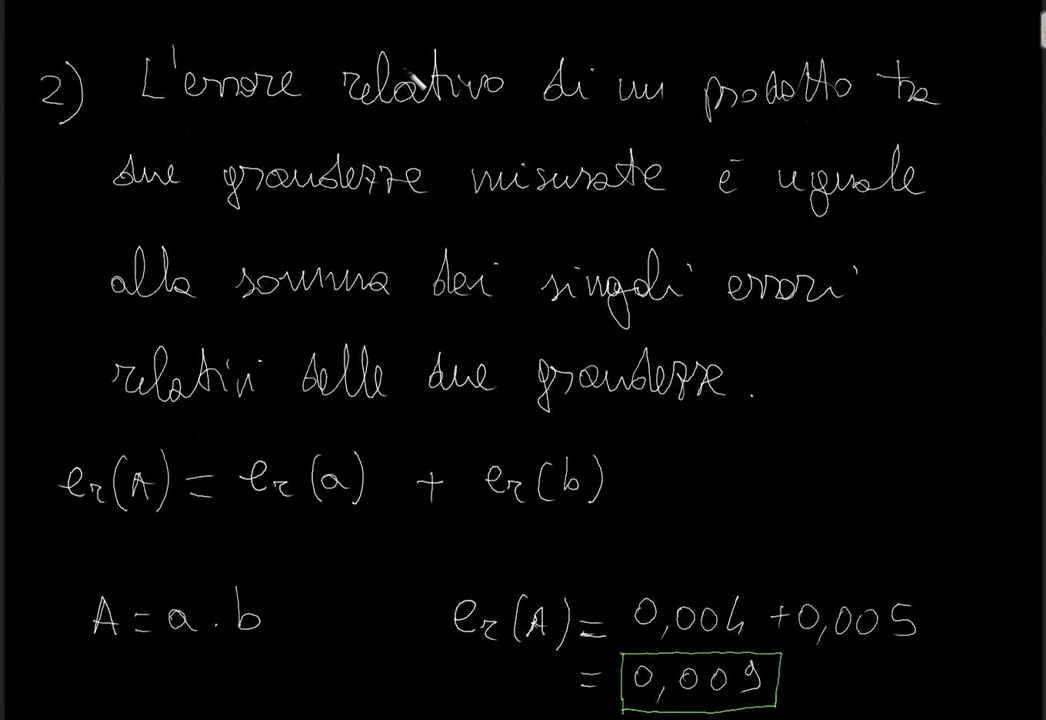 2) L'errore relativo di un prodotto tra
due grandezze misurate è uguale
alla somma dei singoli errori
relativi delle due grandezze.
er(A) = er(a) + er(b)
A = a . b er(A) = 0,004 + 0,005
= 0,009